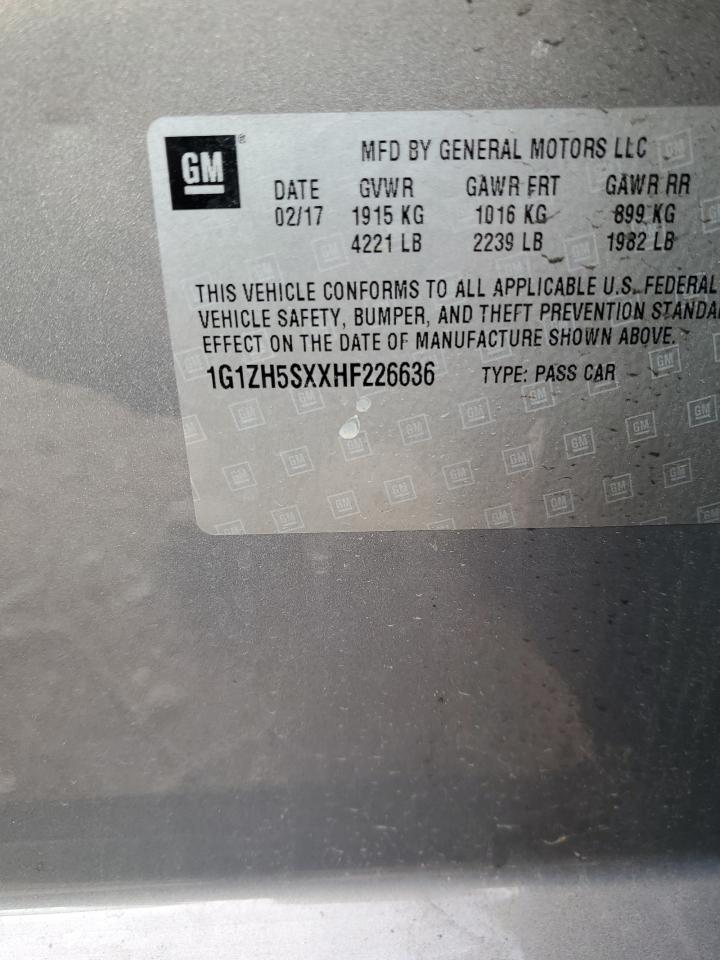 GM
MFD BY GENERAL MOTORS LLC
DATE GVWR GAWR FRT GAWR RR
02/17 1915 KG 1016 KG 899 KG
4221 LB 2239 LB 1982 LB
THIS VEHICLE CONFORMS TO ALL APPLICABLE U.S. FEDERAL
VEHICLE SAFETY, BUMPER, AND THEFT PREVENTION STANDA
EFFECT ON THE DATE OF MANUFACTURE SHOWN ABOVE.
1G1ZH5SXXHF226636 TYPE: PASS CAR